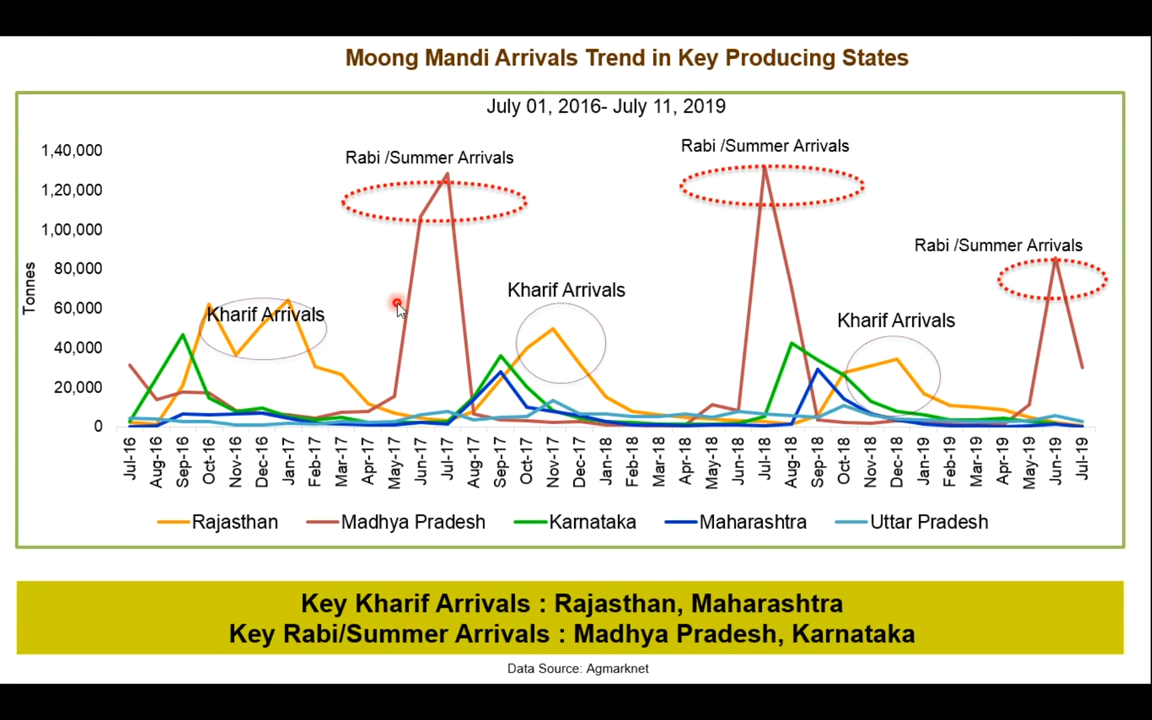 Moong Mandi Arrivals Trend in Key Producing States
July 01, 2016- July 11, 2019
Rabi /Summer Arrivals
Rabi /Summer Arrivals
Rabi /Summer Arrivals
Kharif Arrivals
Kharif Arrivals
Kharif Arrivals
Tonnes
1,40,000
1,20,000
1,00,000
80,000
60,000
40,000
20,000
0
Jul-16
Aug-16
Sep-16
Oct-16
Nov-16
Dec-16
Jan-17
Feb-17
Mar-17
Apr-17
May-17
Jun-17
Jul-17
Aug-17
Sep-17
Oct-17
Nov-17
Dec-17
Jan-18
Feb-18
Mar-18
Apr-18
May-18
Jun-18
Jul-18
Aug-18
Sep-18
Oct-18
Nov-18
Dec-18
Jan-19
Feb-19
Mar-19
Apr-19
May-19
Jun-19
Jul-19
Rajasthan Madhya Pradesh Karnataka Maharashtra Uttar Pradesh
Key Kharif Arrivals : Rajasthan, Maharashtra
Key Rabi/Summer Arrivals : Madhya Pradesh, Karnataka
Data Source: Agmarknet